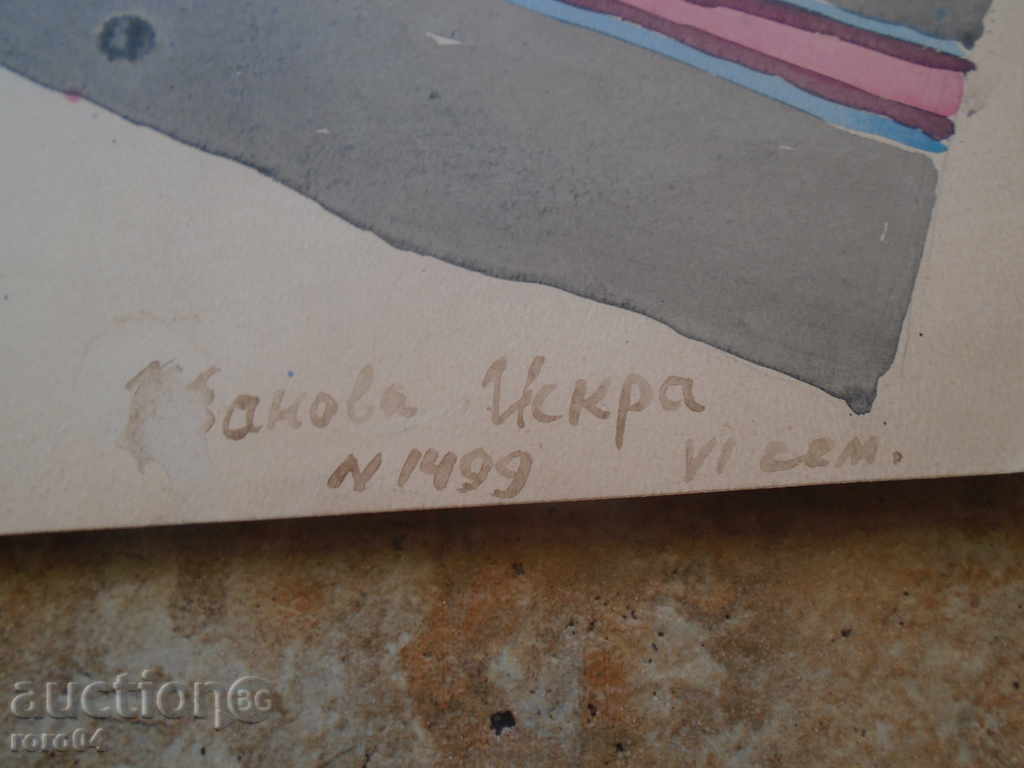 Искра
N 1499 VI сем.
auctionBG
roro04